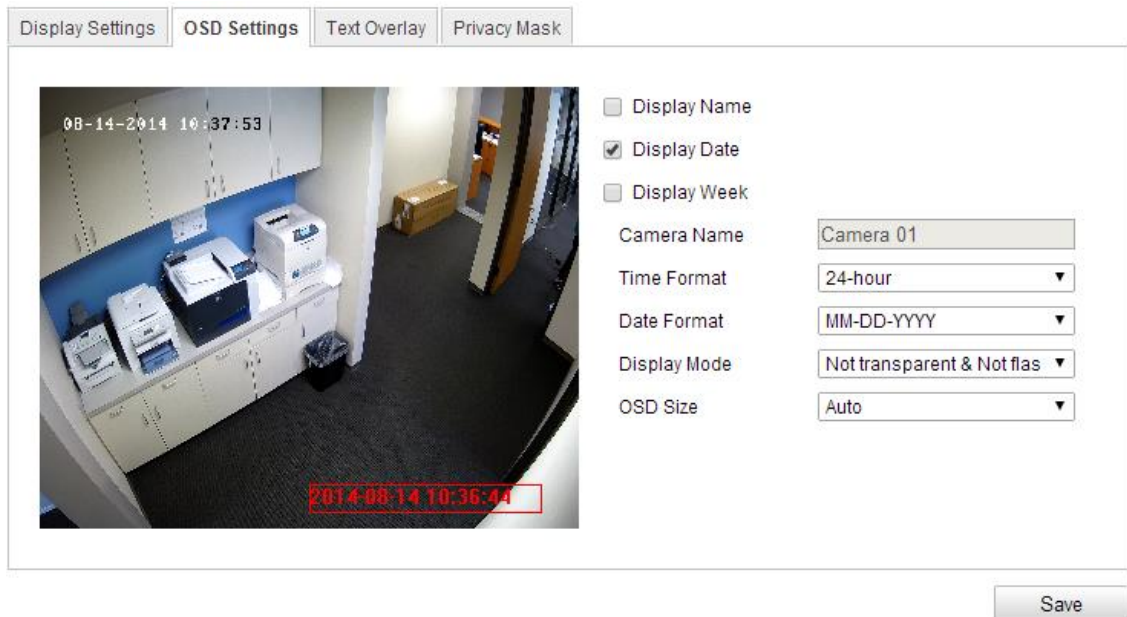 Display Settings
OSD Settings
Text Overlay
Privacy Mask
08-14-2014 10:37:53
2014-08-14 10:36:44
Display Name
Display Date
Display Week
Camera Name
Camera 01
Time Format
24-hour
Date Format
MM-DD-YYYY
Display Mode
Not transparent & Not flas
OSD Size
Auto
Save